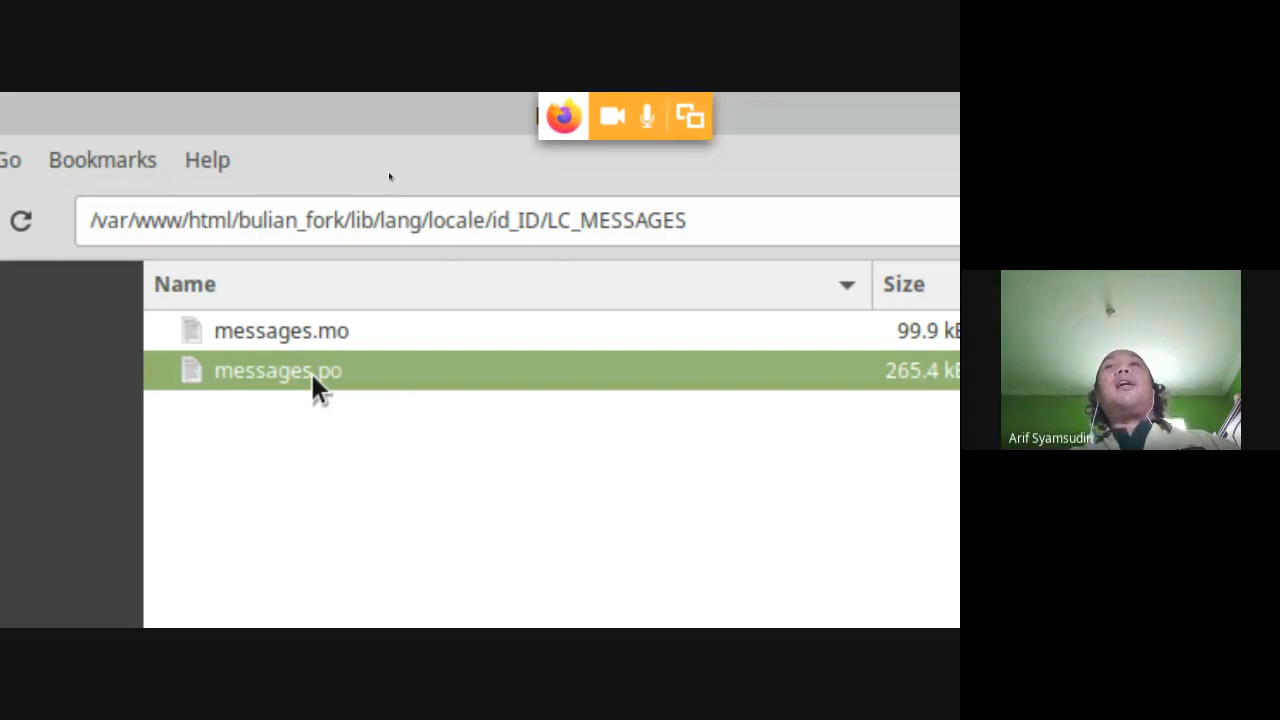 Go Bookmarks Help
/var/www/html/bulian_fork/lib/lang/locale/id_ID/LC_MESSAGES
Name Size
messages.mo 99.9 kB
messages.po 265.4 kB
Arif Syamsudin